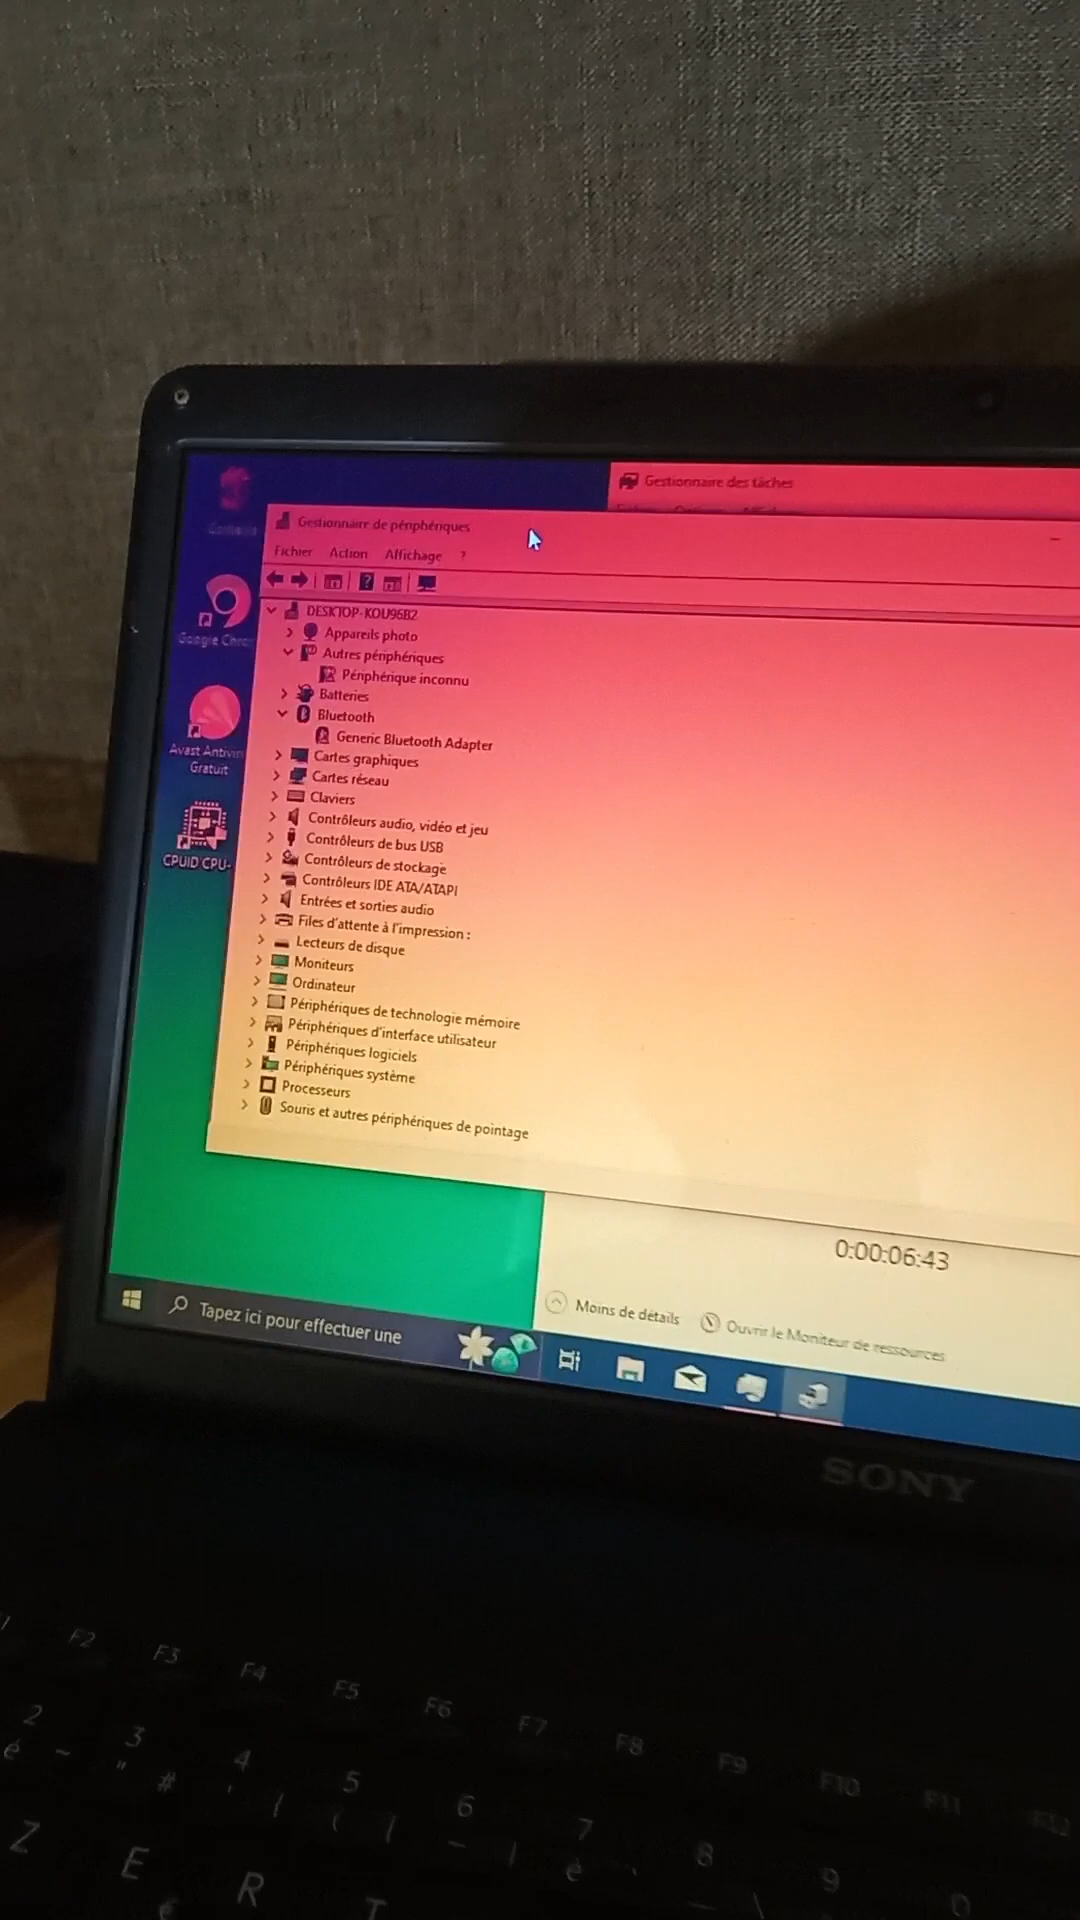 Gestionnaire des tâches
Gestionnaire de périphériques
Fichier Action Affichage ?
DESKTOP-KOU96B2
Appareils photo
Autres périphériques
Périphérique inconnu
Batteries
Bluetooth
Generic Bluetooth Adapter
Cartes graphiques
Cartes réseau
Claviers
Contrôleurs audio, vidéo et jeu
Contrôleurs de bus USB
Contrôleurs de stockage
Contrôleurs IDE ATA/ATAPI
Entrées et sorties audio
Files d'attente à l'impression :
Lecteurs de disque
Moniteurs
Ordinateur
Périphériques de technologie mémoire
Périphériques d'interface utilisateur
Périphériques logiciels
Périphériques système
Processeurs
Souris et autres périphériques de pointage
Google Chro
Avast Antivir
Gratuit
CPUID CPU-
0:00:06:43
Moins de détails
Ouvrir le Moniteur de ressources
Tapez ici pour effectuer une
SONY
F2 F3 F4 F5 F6 F7 F8 F9 F10 F11
2 3 4 5 6 7 8 9 0
é ~ " # ' { ( [ - | è ` _ \
Z E R T